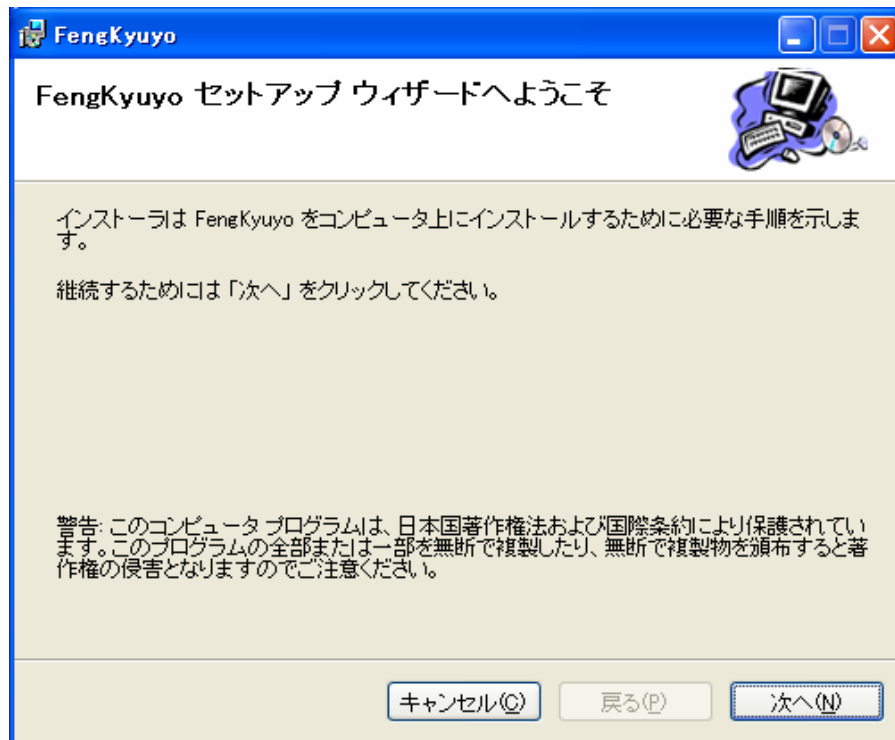 FengKyuyo
FengKyuyo セットアップ ウィザードへようこそ
インストーラは FengKyuyo をコンピュータ上にインストールするために必要な手順を示しま
す。
継続するためには「次へ」をクリックしてください。
警告: このコンピュータ プログラムは、日本国著作権法および国際条約により保護されてい
ます。このプログラムの全部または一部を無断で複製したり、無断で複製物を頒布すると著
作権の侵害となりますのでご注意ください。
キャンセル(C) 戻る(P) 次へ(N)